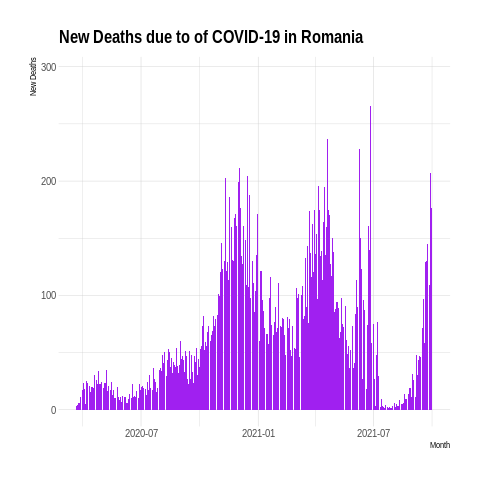 New Deaths due to of COVID-19 in Romania
New Deaths
300
200
100
0
2020-07 2021-01 2021-07
Month